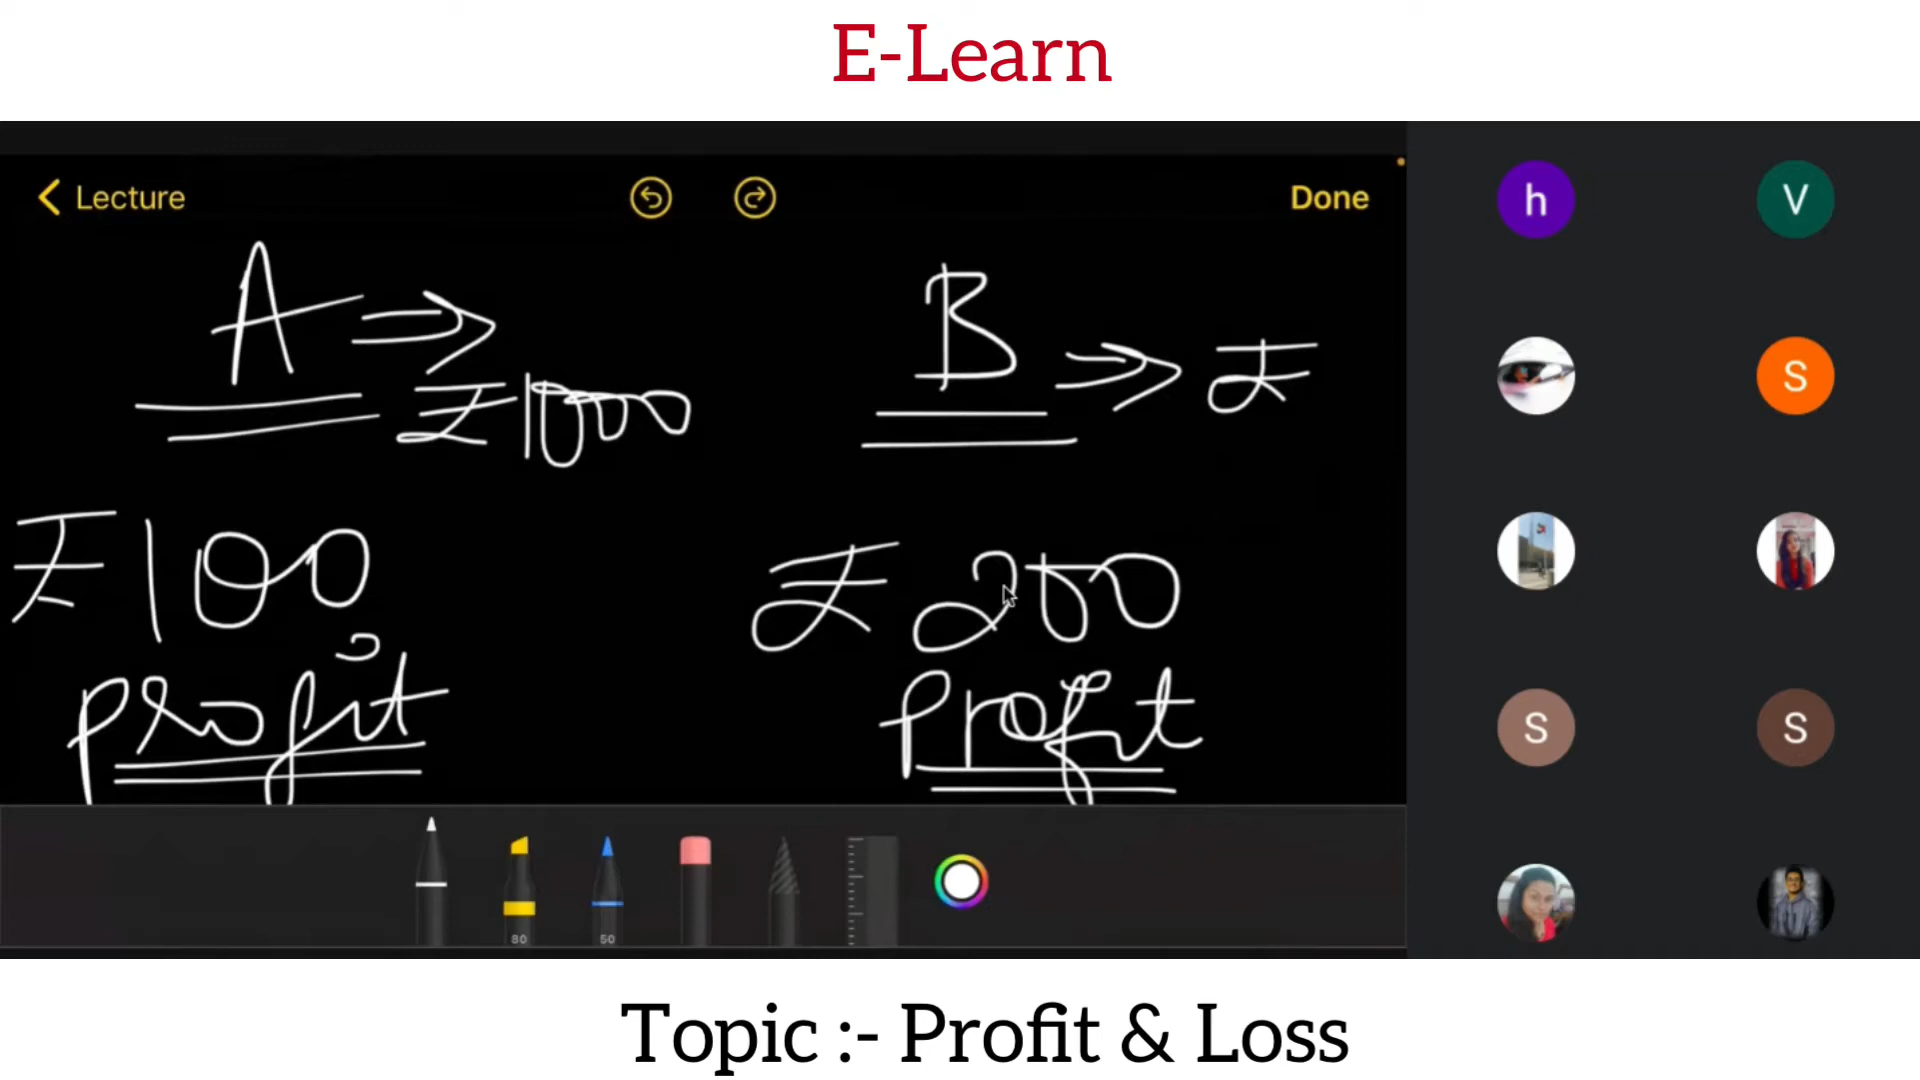 E-Learn
Lecture
Done
A ⇒ ₹1000
B ⇒ ₹
₹100 profit
₹200 Profit
80
50
h
V
S
S
S
Topic :- Profit & Loss